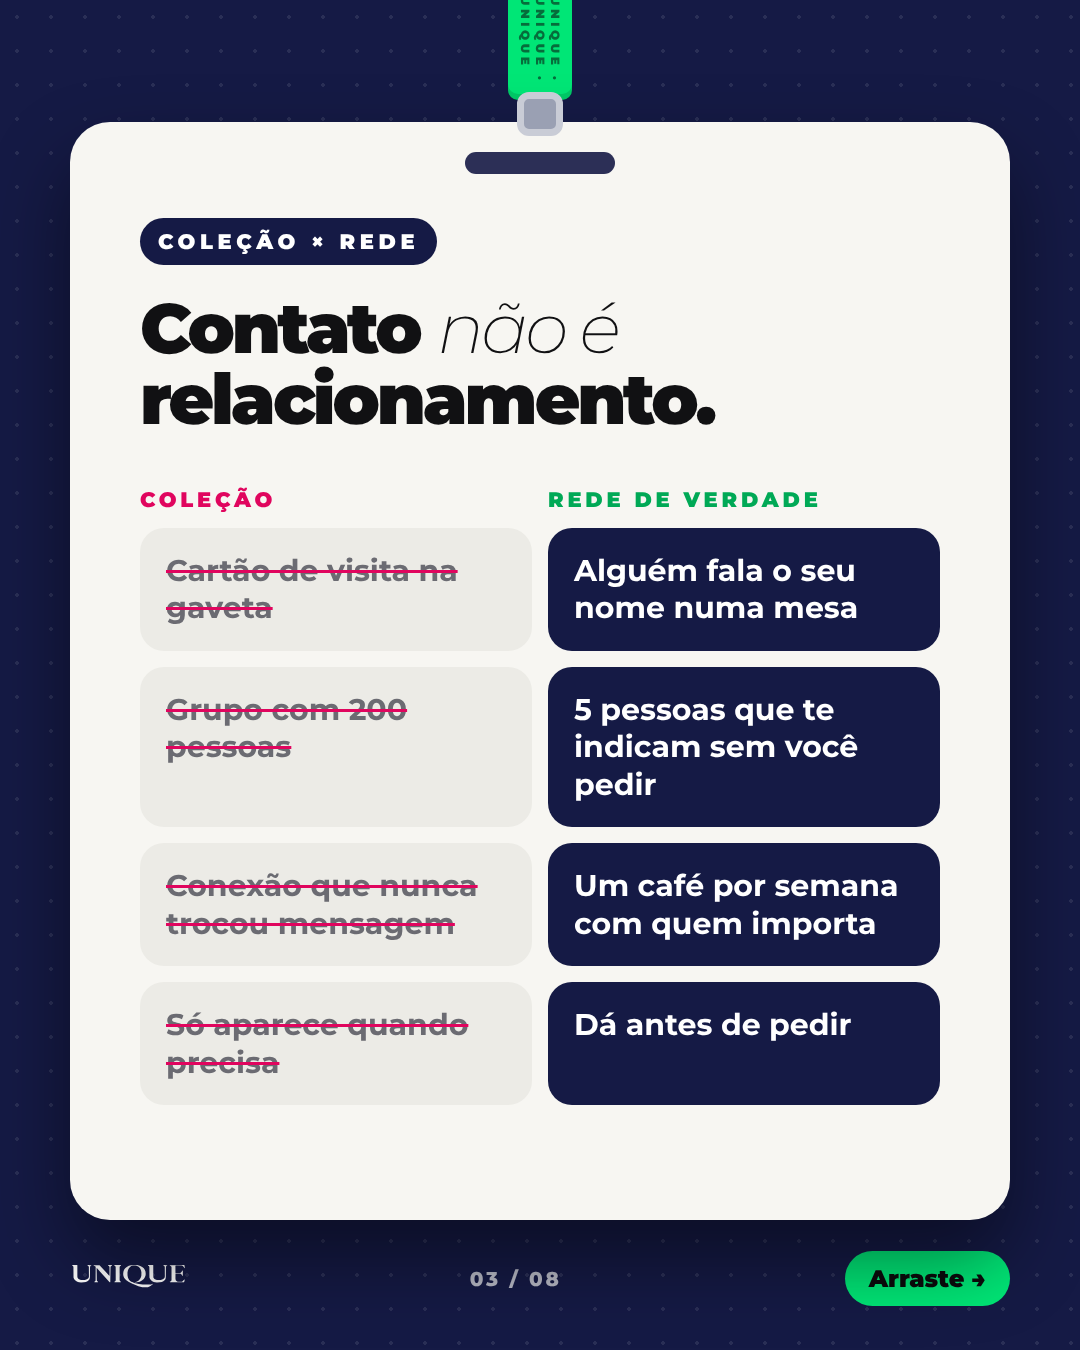 UNIQUE •
UNIQUE •
UNIQUE
COLEÇÃO × REDE
Contato não é
relacionamento.
COLEÇÃO
REDE DE VERDADE
Cartão de visita na
gaveta
Alguém fala o seu
nome numa mesa
Grupo com 200
pessoas
5 pessoas que te
indicam sem você
pedir
Conexão que nunca
trocou mensagem
Um café por semana
com quem importa
Só aparece quando
precisa
Dá antes de pedir
UNIQUE
03 / 08
Arraste →